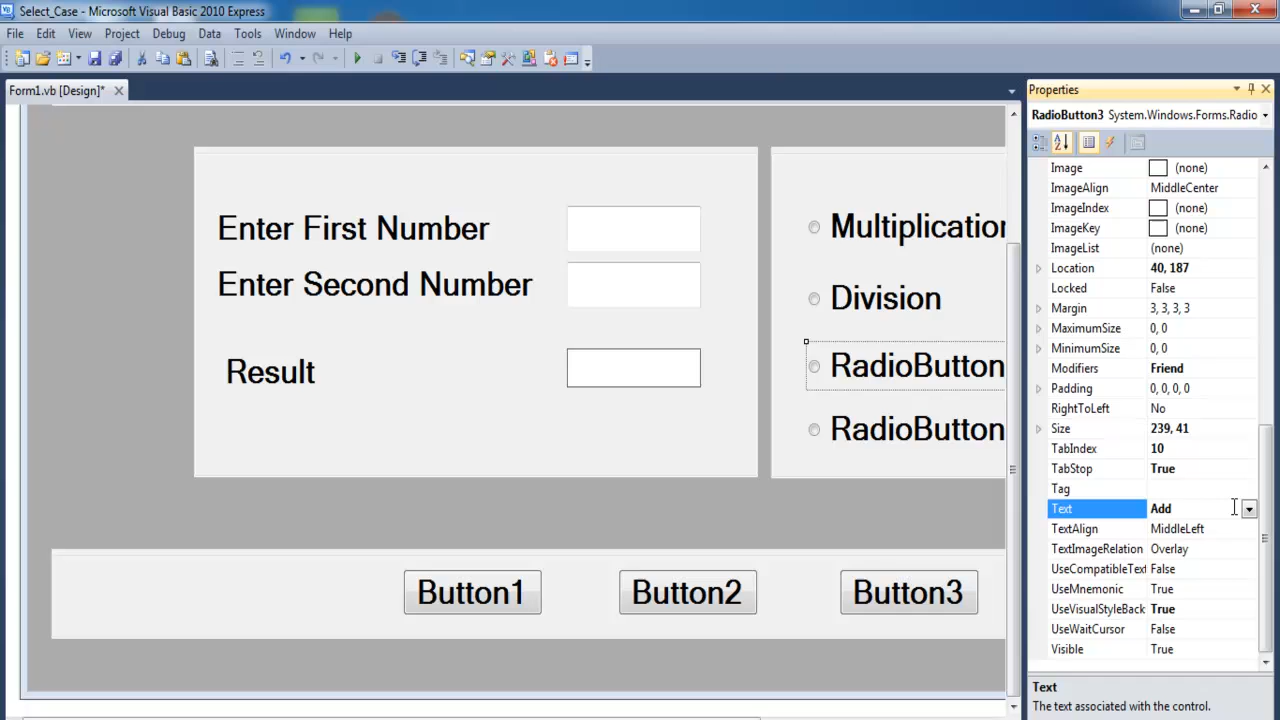 Select_Case - Microsoft Visual Basic 2010 Express
File Edit View Project Debug Data Tools Window Help
Form1.vb [Design]*
Enter First Number
Enter Second Number
Result
Multiplication
Division
RadioButton
RadioButton
Button1 Button2 Button3
Properties
RadioButton3 System.Windows.Forms.Radio
Image (none)
ImageAlign MiddleCenter
ImageIndex (none)
ImageKey (none)
ImageList (none)
Location 40, 187
Locked False
Margin 3, 3, 3, 3
MaximumSize 0, 0
MinimumSize 0, 0
Modifiers Friend
Padding 0, 0, 0, 0
RightToLeft No
Size 239, 41
TabIndex 10
TabStop True
Tag
Text Add
TextAlign MiddleLeft
TextImageRelation Overlay
UseCompatibleText False
UseMnemonic True
UseVisualStyleBack True
UseWaitCursor False
Visible True
Text
The text associated with the control.